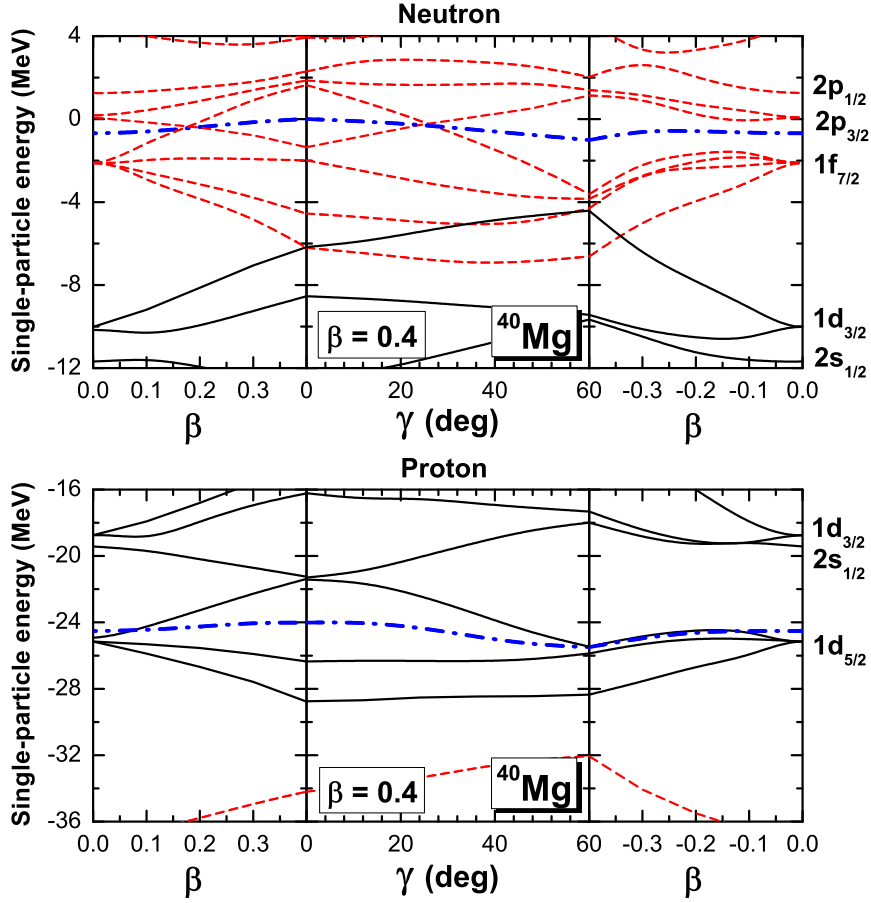 Neutron
Single-particle energy (MeV)
4
0
-4
-8
-12
2p1/2
2p3/2
1f7/2
1d3/2
2s1/2
β = 0.4
40Mg
0.0 0.1 0.2 0.3 0 20 40 60 -0.3 -0.2 -0.1 0.0
β γ (deg) β
Proton
Single-particle energy (MeV)
-16
-20
-24
-28
-32
-36
1d3/2
2s1/2
1d5/2
β = 0.4
40Mg
0.0 0.1 0.2 0.3 0 20 40 60 -0.3 -0.2 -0.1 0.0
β γ (deg) β